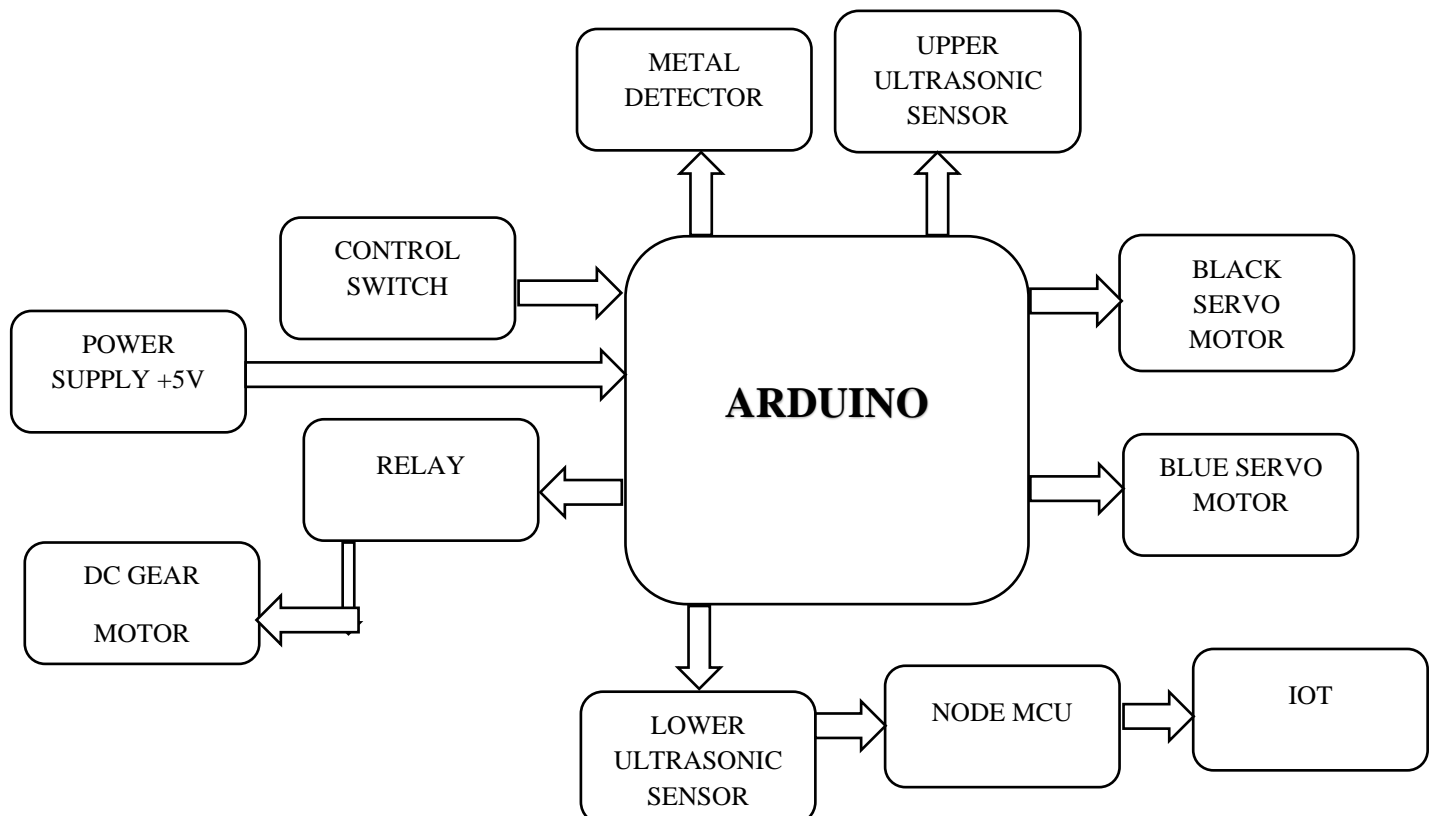 METAL
DETECTOR
UPPER
ULTRASONIC
SENSOR
CONTROL
SWITCH
BLACK
SERVO
MOTOR
POWER
SUPPLY +5V
ARDUINO
RELAY
BLUE SERVO
MOTOR
DC GEAR
MOTOR
LOWER
ULTRASONIC
SENSOR
NODE MCU
IOT